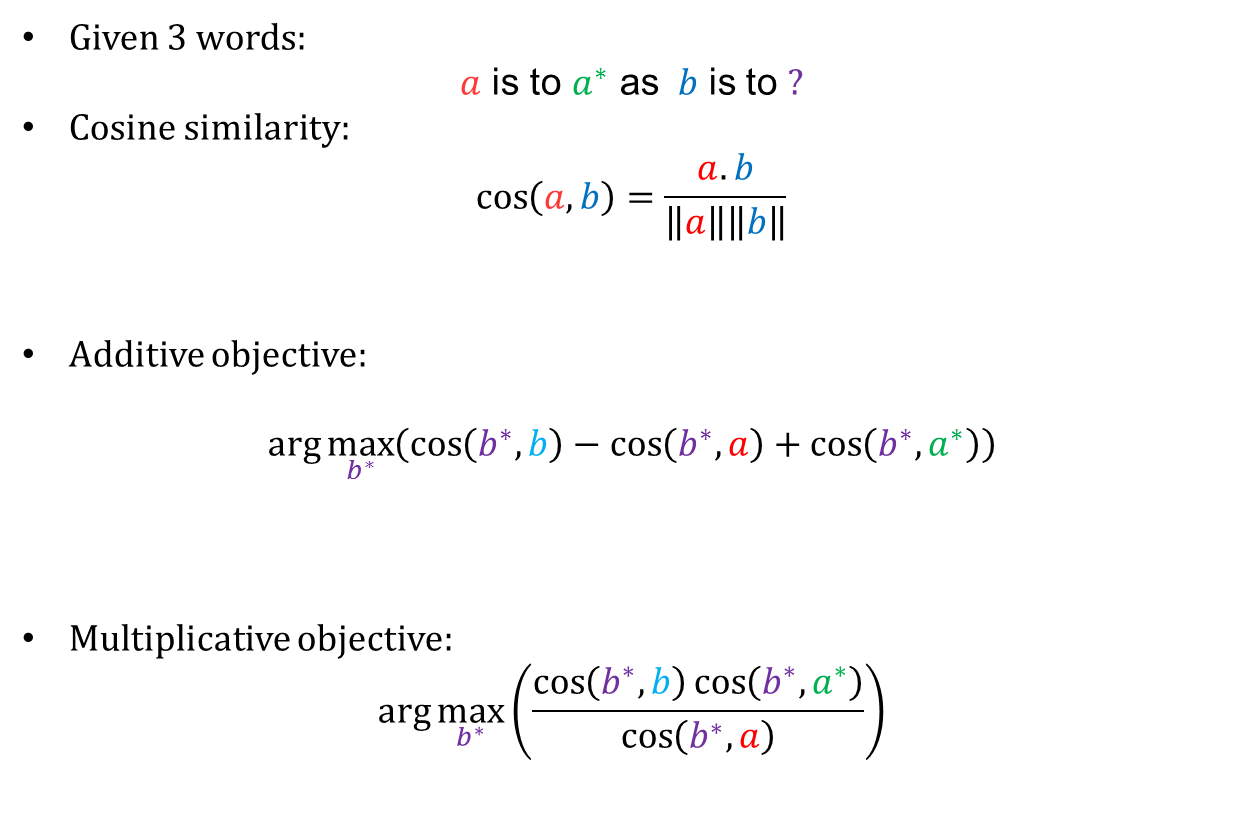 • Given 3 words:
a is to a* as b is to ?
• Cosine similarity:
cos(a, b) = a. b / ‖a‖‖b‖
• Additive objective:
arg max b* (cos(b*, b) − cos(b*, a) + cos(b*, a*))
• Multiplicative objective:
arg max b* (cos(b*, b) cos(b*, a*) / cos(b*, a))